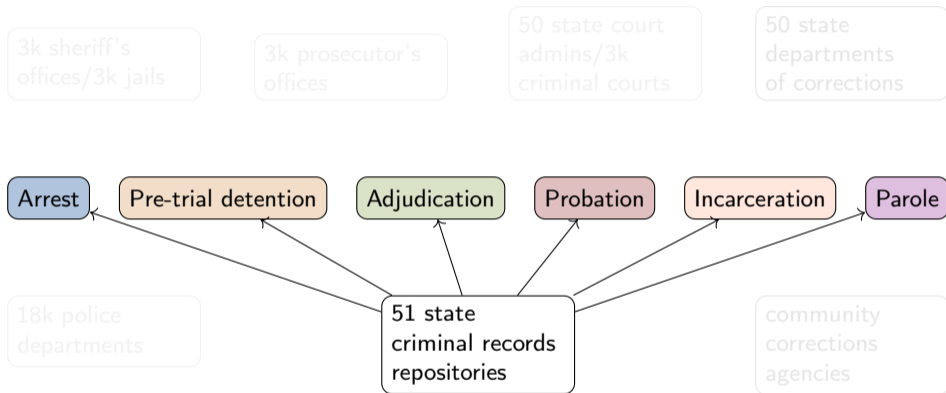 3k sheriff's
offices/3k jails
3k prosecutor's
offices
50 state court
admins/3k
criminal courts
50 state
departments
of corrections
Arrest
Pre-trial detention
Adjudication
Probation
Incarceration
Parole
18k police
departments
51 state
criminal records
repositories
community
corrections
agencies